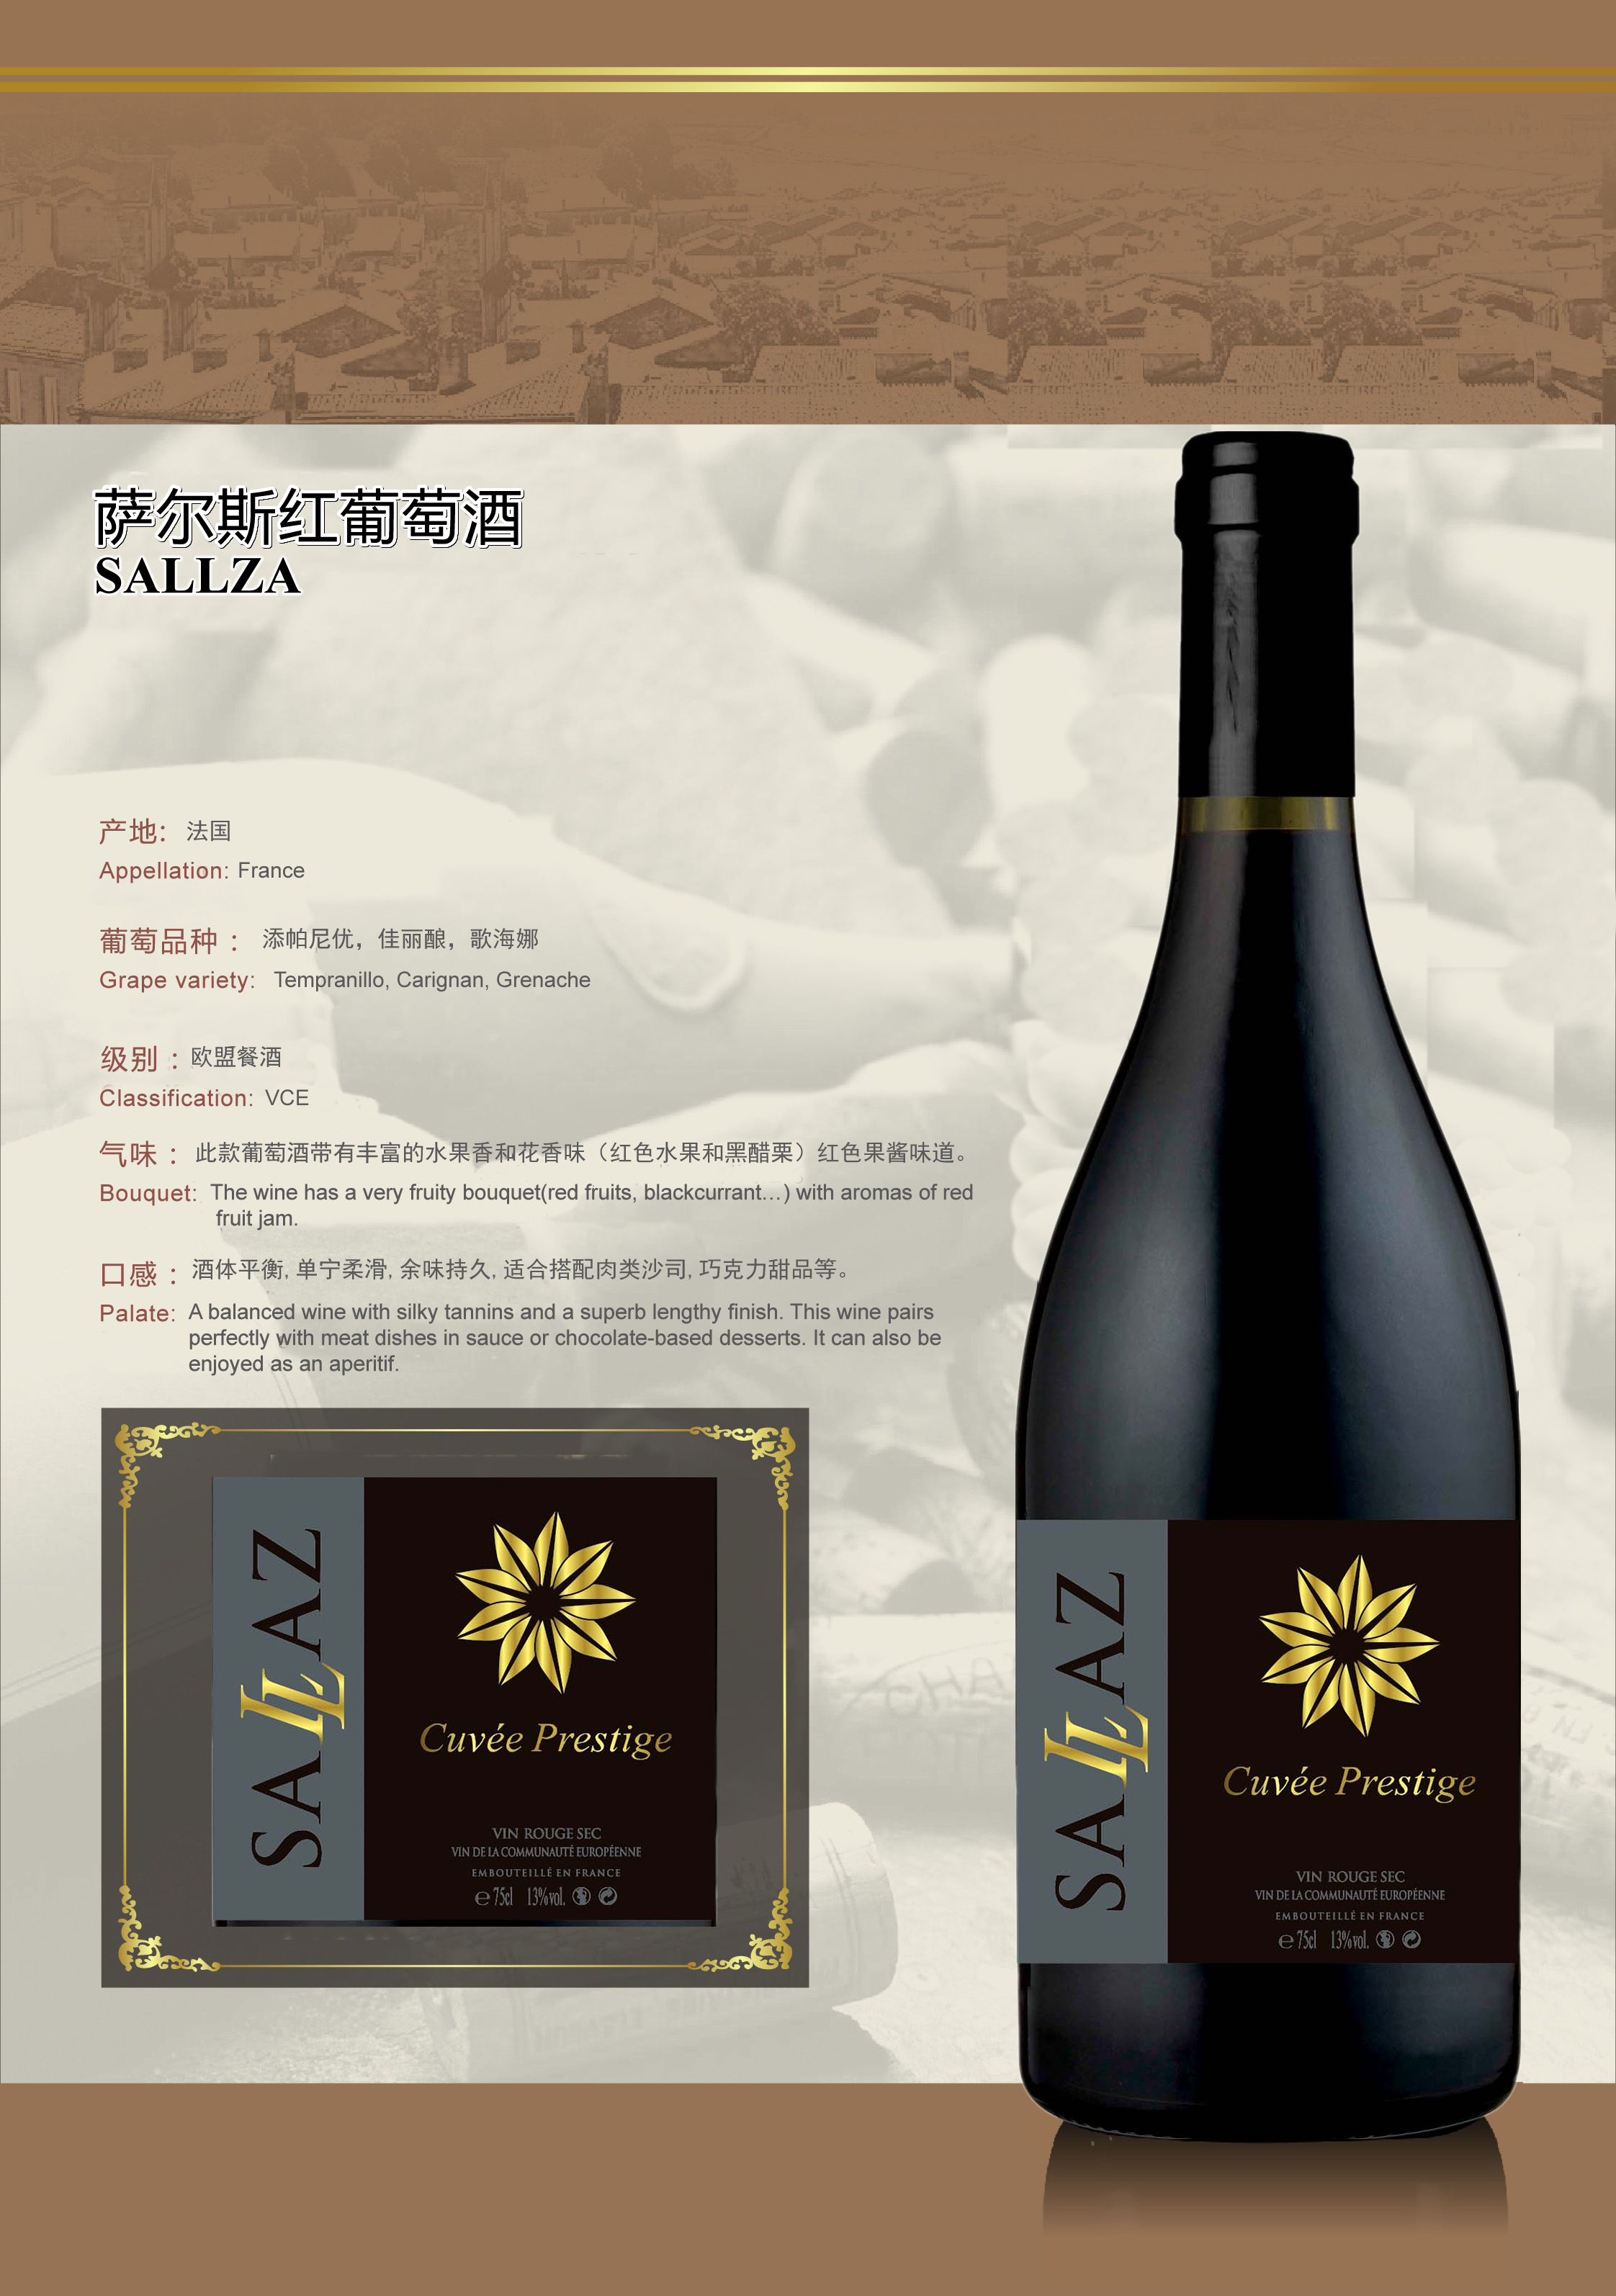 萨尔斯红葡萄酒
SALLZA
产地: 法国
Appellation: France
葡萄品种： 添帕尼优，佳丽酿，歌海娜
Grape variety: Tempranillo, Carignan, Grenache
级别：欧盟餐酒
Classification: VCE
气味： 此款葡萄酒带有丰富的水果香和花香味（红色水果和黑醋栗）红色果酱味道。
Bouquet: The wine has a very fruity bouquet(red fruits, blackcurrant…) with aromas of red
fruit jam.
口感：酒体平衡, 单宁柔滑, 余味持久, 适合搭配肉类沙司, 巧克力甜品等。
Palate: A balanced wine with silky tannins and a superb lengthy finish. This wine pairs
perfectly with meat dishes in sauce or chocolate-based desserts. It can also be
enjoyed as an aperitif.
SALLAZ
Cuvée Prestige
VIN ROUGE SEC
VIN DE LA COMMUNAUTÉ EUROPÉENNE
EMBOUTEILLÉ EN FRANCE
℮ 75cl 13%vol.
SALLAZ
Cuvée Prestige
VIN ROUGE SEC
VIN DE LA COMMUNAUTÉ EUROPÉENNE
EMBOUTEILLÉ EN FRANCE
℮ 75cl 13%vol.